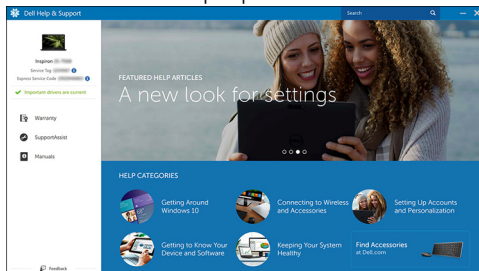 Dell Help & Support
Search
Inspiron
Service Tag
Express Service Code
Important drivers are current
Warranty
SupportAssist
Manuals
Feedback
FEATURED HELP ARTICLES
A new look for settings
HELP CATEGORIES
Getting Around
Windows 10
Connecting to Wireless
and Accessories
Setting Up Accounts
and Personalization
Getting to Know Your
Device and Software
Keeping Your System
Healthy
Find Accessories
at Dell.com